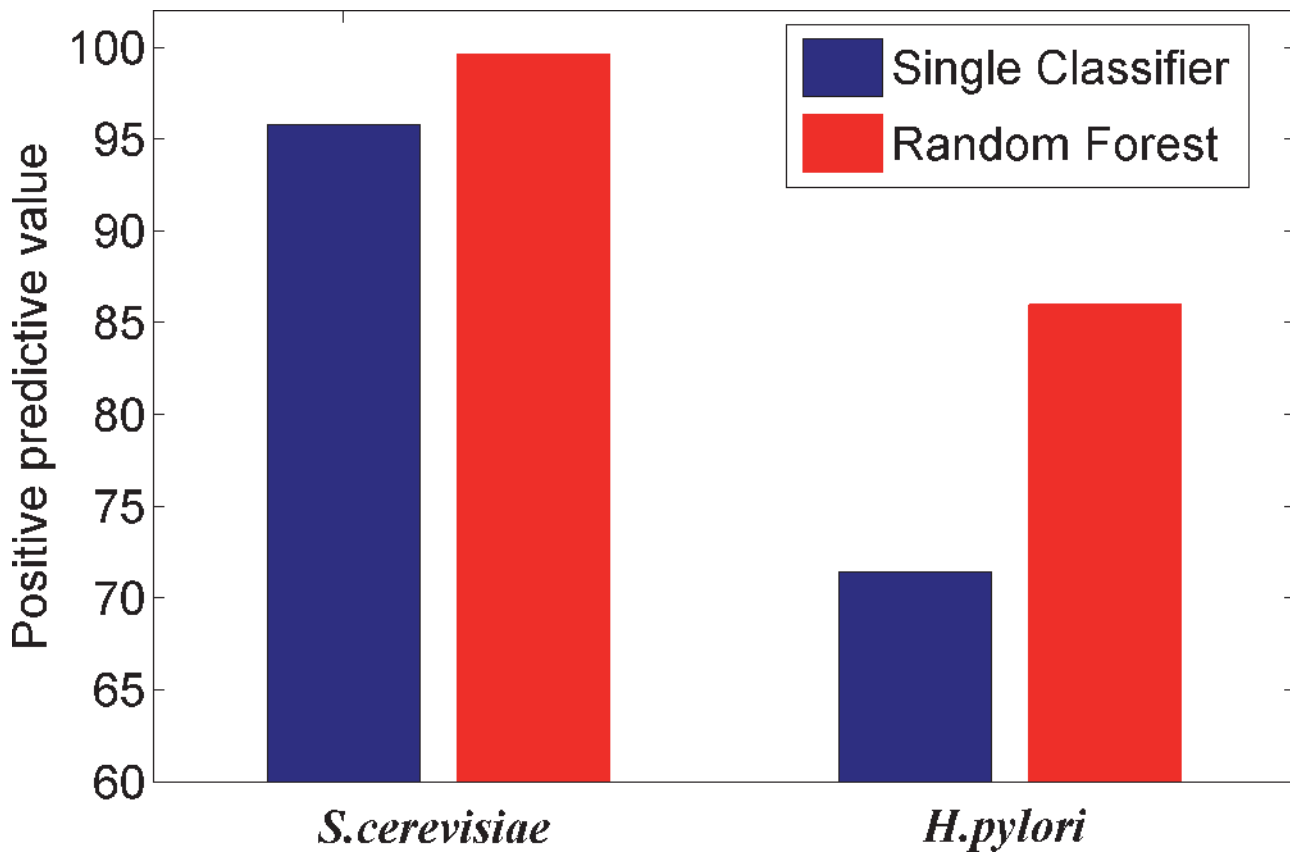 Positive predictive value
100
95
90
85
80
75
70
65
60
Single Classifier
Random Forest
S.cerevisiae
H.pylori